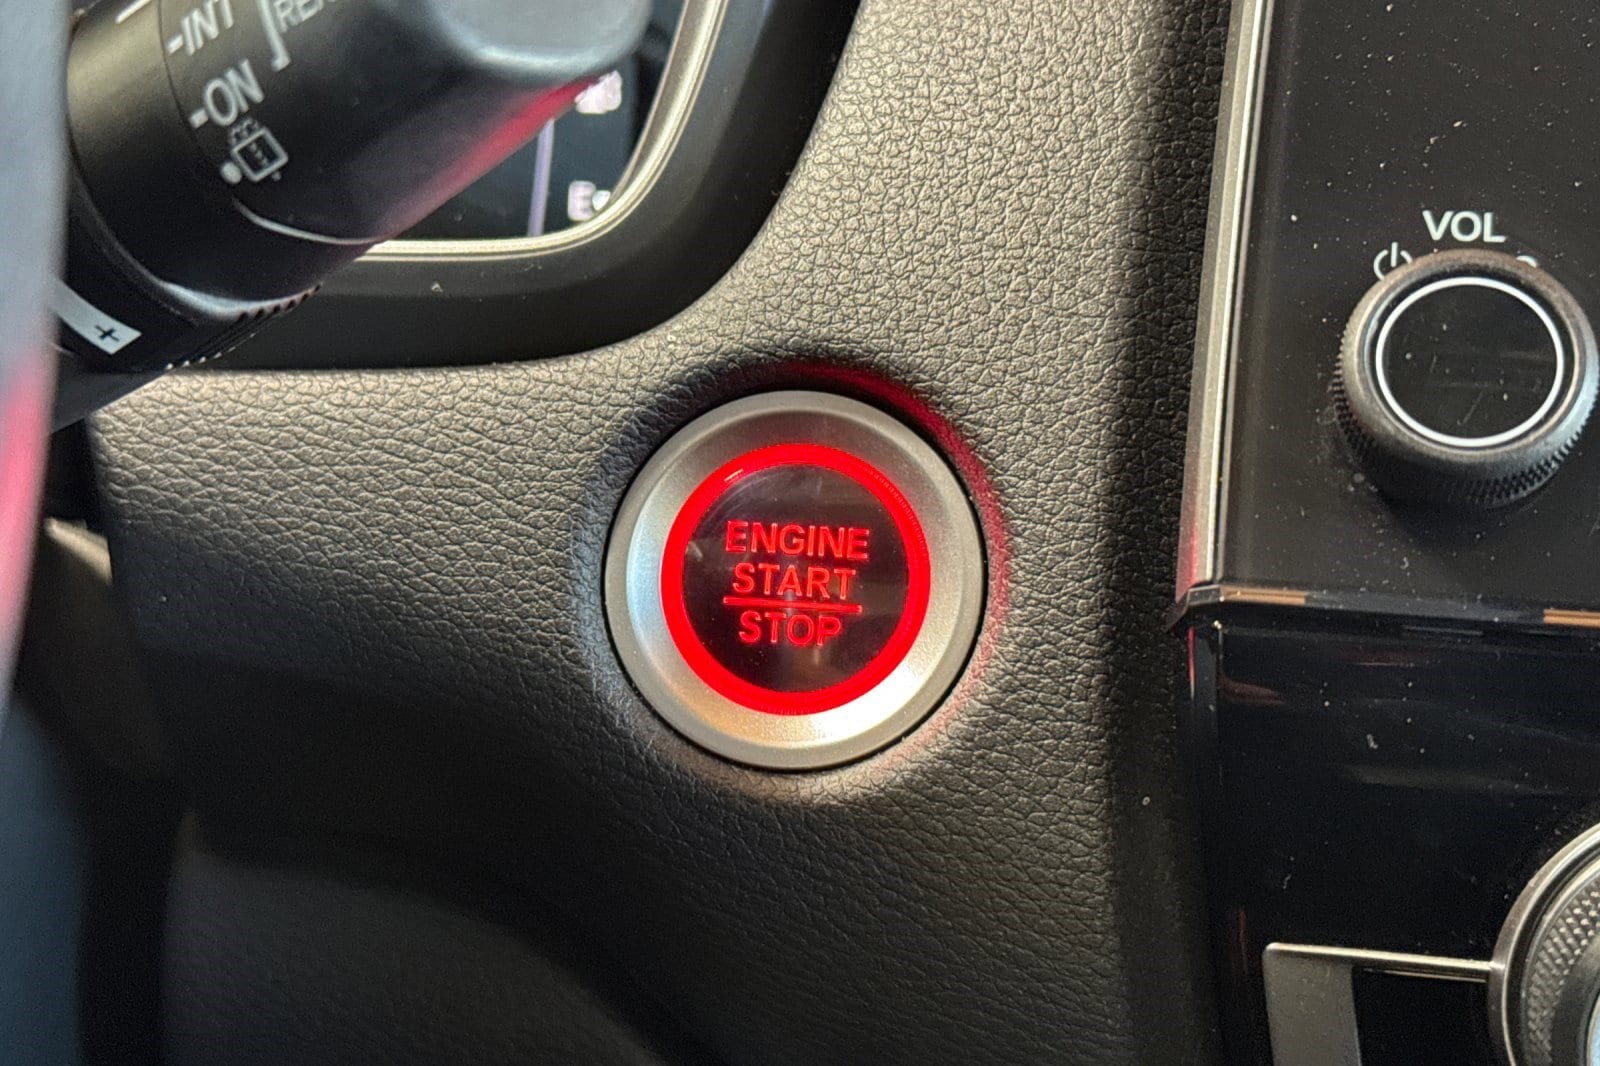 -INT
-ON
VOL
ENGINE
START
STOP